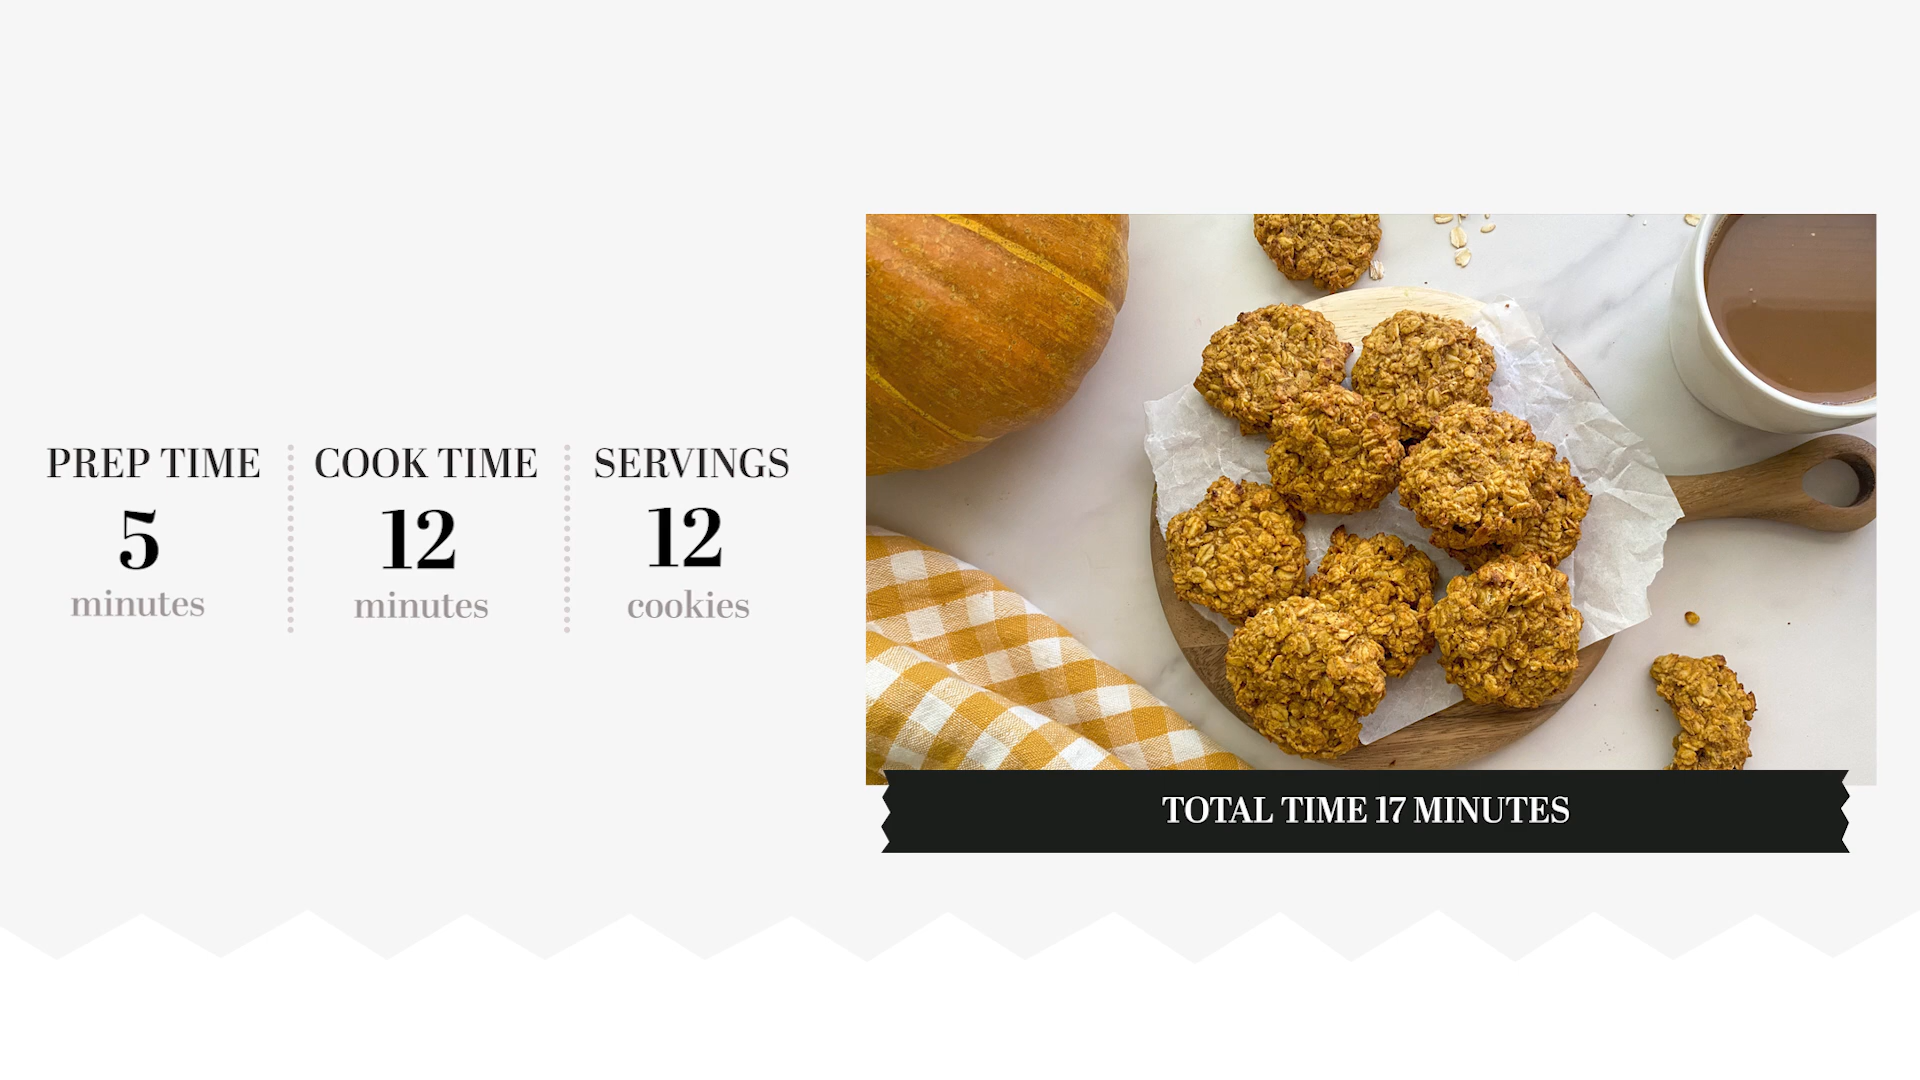 PREP TIME
5
minutes
COOK TIME
12
minutes
SERVINGS
12
cookies
TOTAL TIME 17 MINUTES